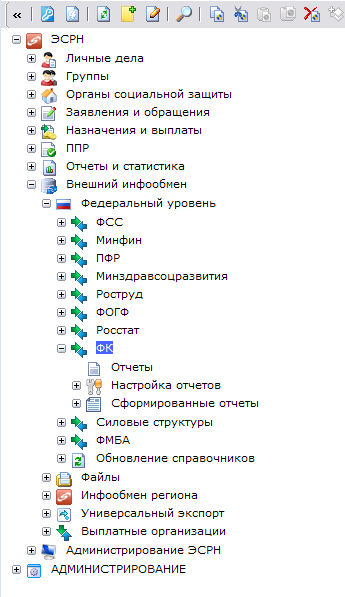 «
ЭСРН
Личные дела
Группы
Органы социальной защиты
Заявления и обращения
Назначения и выплаты
ППР
Отчеты и статистика
Внешний инфообмен
Федеральный уровень
ФСС
Минфин
ПФР
Минздравсоцразвития
Роструд
ФОГФ
Росстат
ФК
Отчеты
Настройка отчетов
Сформированные отчеты
Силовые структуры
ФМБА
Обновление справочников
Файлы
Инфообмен региона
Универсальный экспорт
Выплатные организации
Администрирование ЭСРН
АДМИНИСТРИРОВАНИЕ